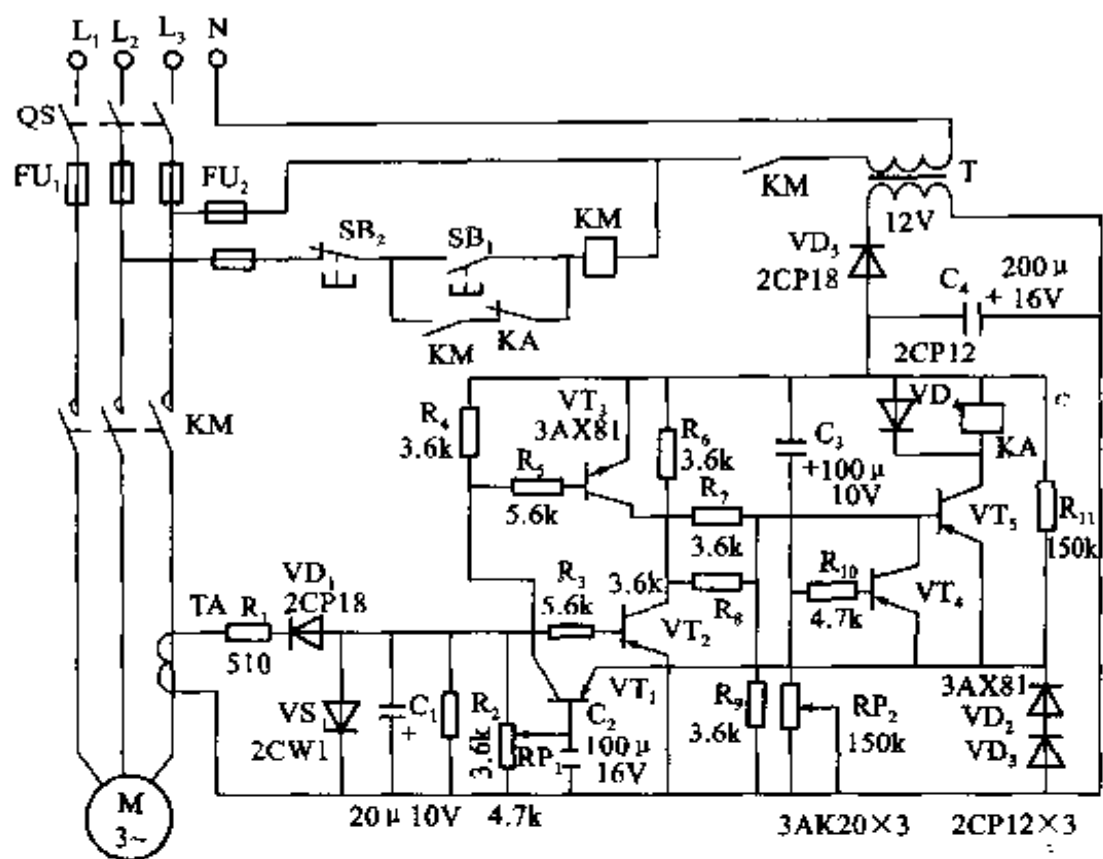 L₁ L₂ L₃ N
QS
FU₁
FU₂
KM
T
12V
SB₂
SB₁
KM
VD₅
2CP18
200μ
+ 16V
C₄
KM
KA
2CP12
KM
R₄
3.6k
VT₃
3AX81
R₅
5.6k
R₆
3.6k
C₃
+100μ
10V
VD₄
KA
R₇
3.6k
VT₅
R₁₁
150k
R₁₀
4.7k
VT₄
TA
R₁
510
VD₁
2CP18
R₃
5.6k
3.6k
R₈
VT₂
VT₁
VS
2CW1
C₁
+
R₂
3.6k
RP₁
C₂
100μ
16V
R₉
3.6k
RP₂
150k
3AX81
VD₂
VD₃
M
3~
20μ10V
4.7k
3AK20×3
2CP12×3